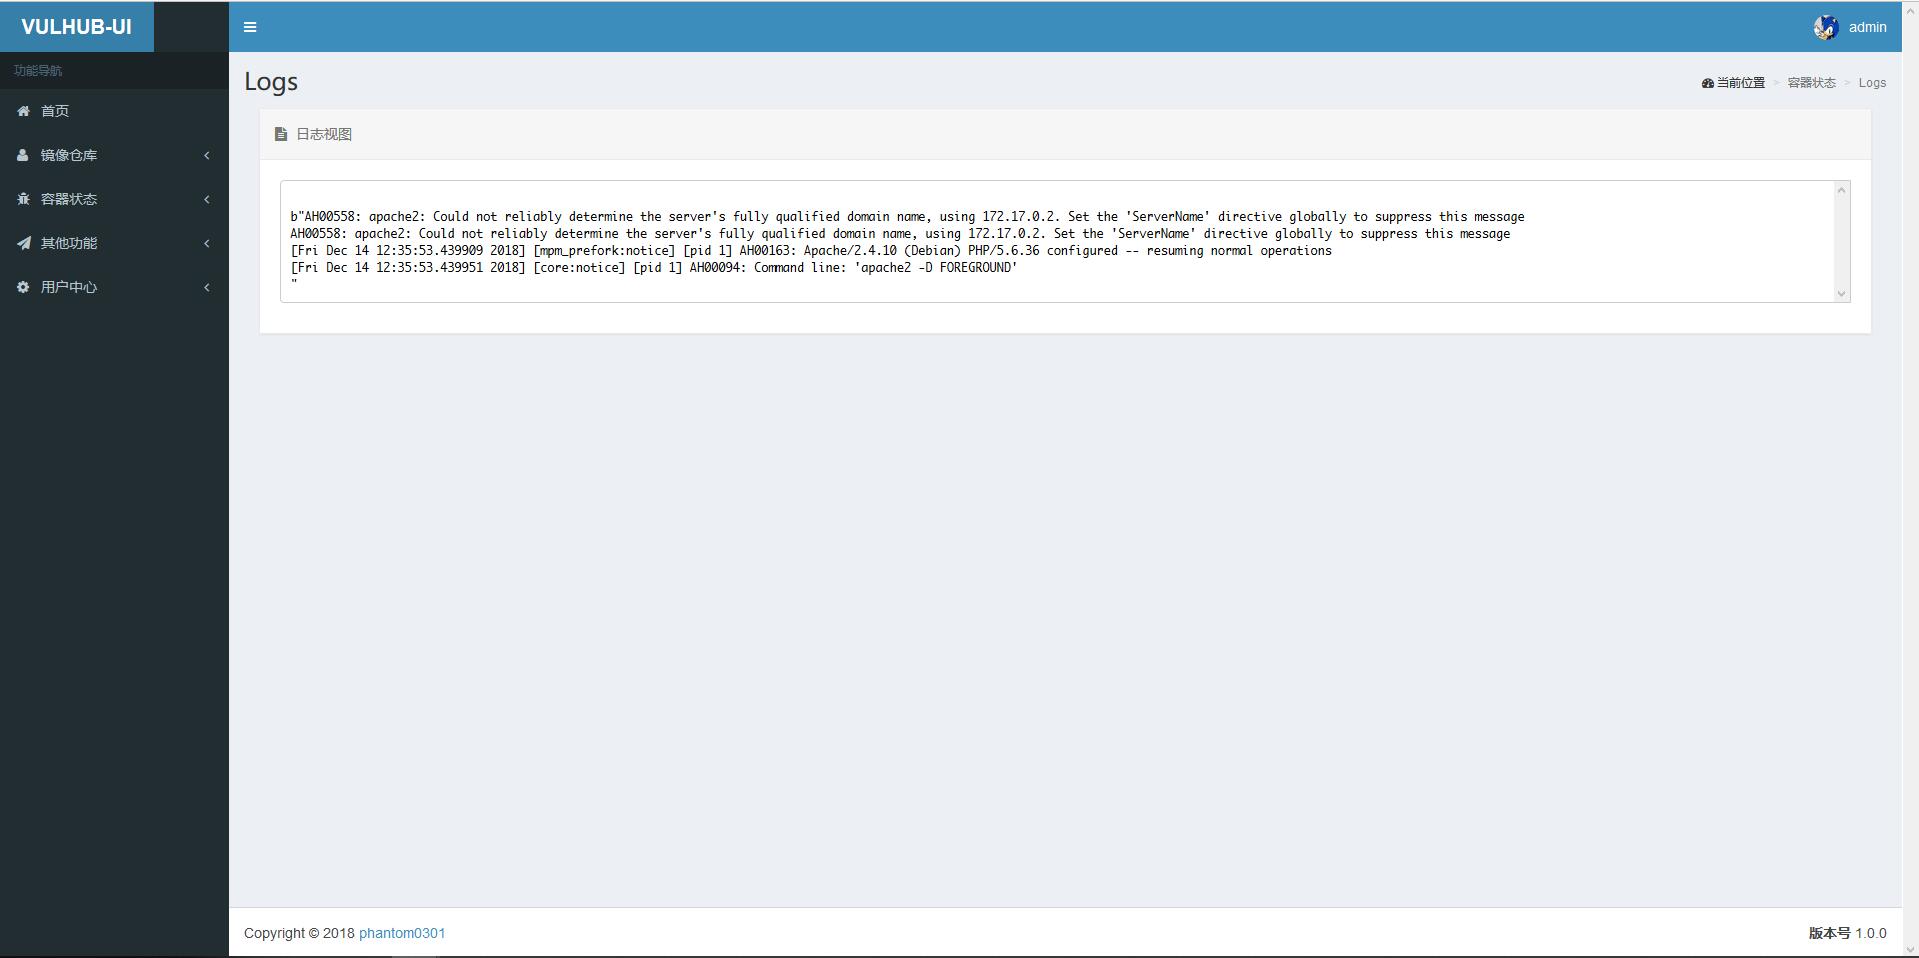 VULHUB-UI
admin
功能导航
首页
镜像仓库
容器状态
其他功能
用户中心
Logs
当前位置 > 容器状态 > Logs
日志视图
b"AH00558: apache2: Could not reliably determine the server's fully qualified domain name, using 172.17.0.2. Set the 'ServerName' directive globally to suppress this message
AH00558: apache2: Could not reliably determine the server's fully qualified domain name, using 172.17.0.2. Set the 'ServerName' directive globally to suppress this message
[Fri Dec 14 12:35:53.439909 2018] [mpm_prefork:notice] [pid 1] AH00163: Apache/2.4.10 (Debian) PHP/5.6.36 configured -- resuming normal operations
[Fri Dec 14 12:35:53.439951 2018] [core:notice] [pid 1] AH00094: Command line: 'apache2 -D FOREGROUND'
"
Copyright © 2018 phantom0301
版本号 1.0.0